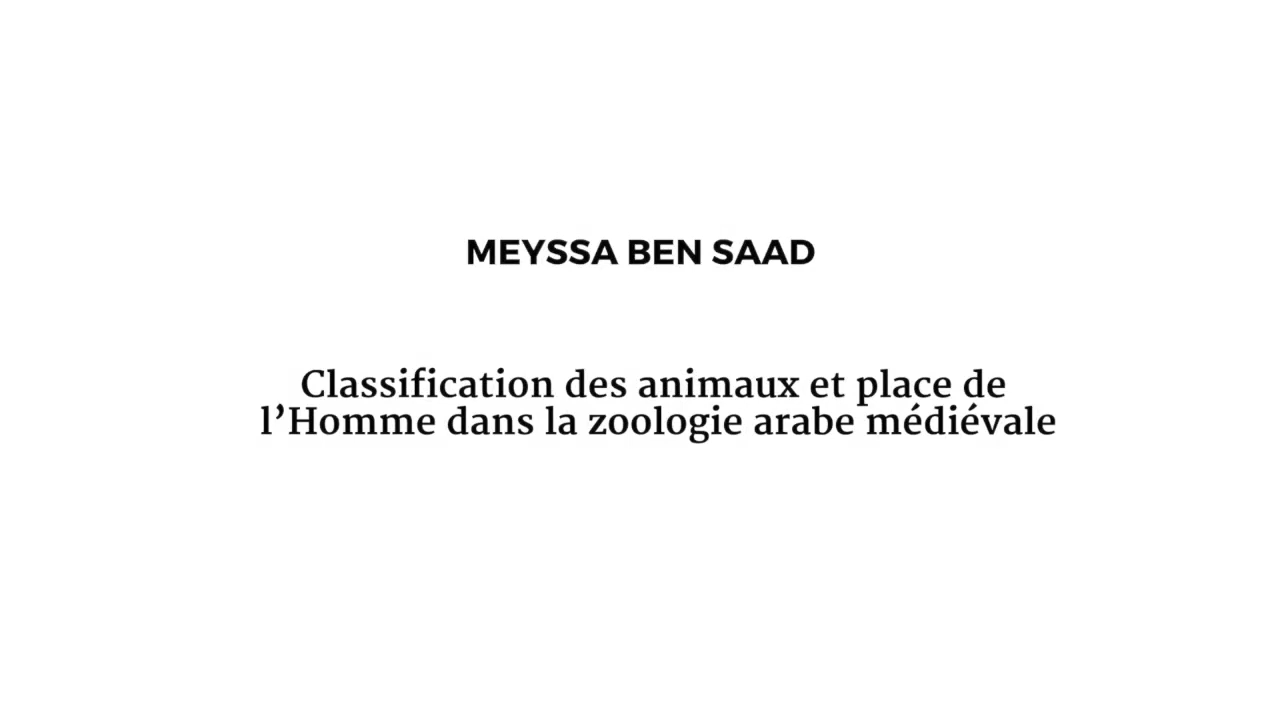 MEYSSA BEN SAAD
Classification des animaux et place de
l’Homme dans la zoologie arabe médiévale